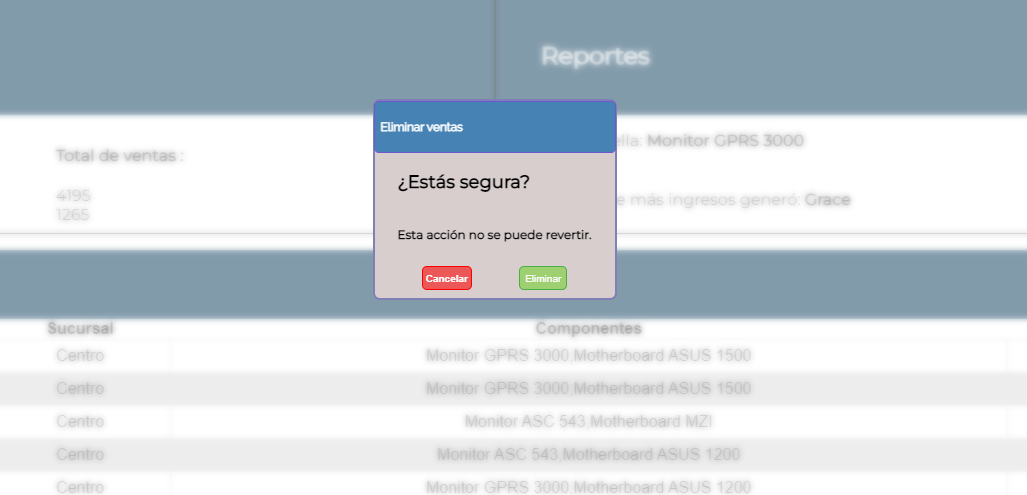 Reportes
Eliminar ventas
ella: Monitor GPRS 3000
Total de ventas :
¿Estás segura?
4195
e más ingresos generó: Grace
1265
Esta acción no se puede revertir.
Cancelar
Eliminar
Sucursal
Componentes
Centro
Monitor GPRS 3000,Motherboard ASUS 1500
Centro
Monitor GPRS 3000,Motherboard ASUS 1500
Centro
Monitor ASC 543,Motherboard MZI
Centro
Monitor ASC 543,Motherboard ASUS 1200
Centro
Monitor GPRS 3000,Motherboard ASUS 1200